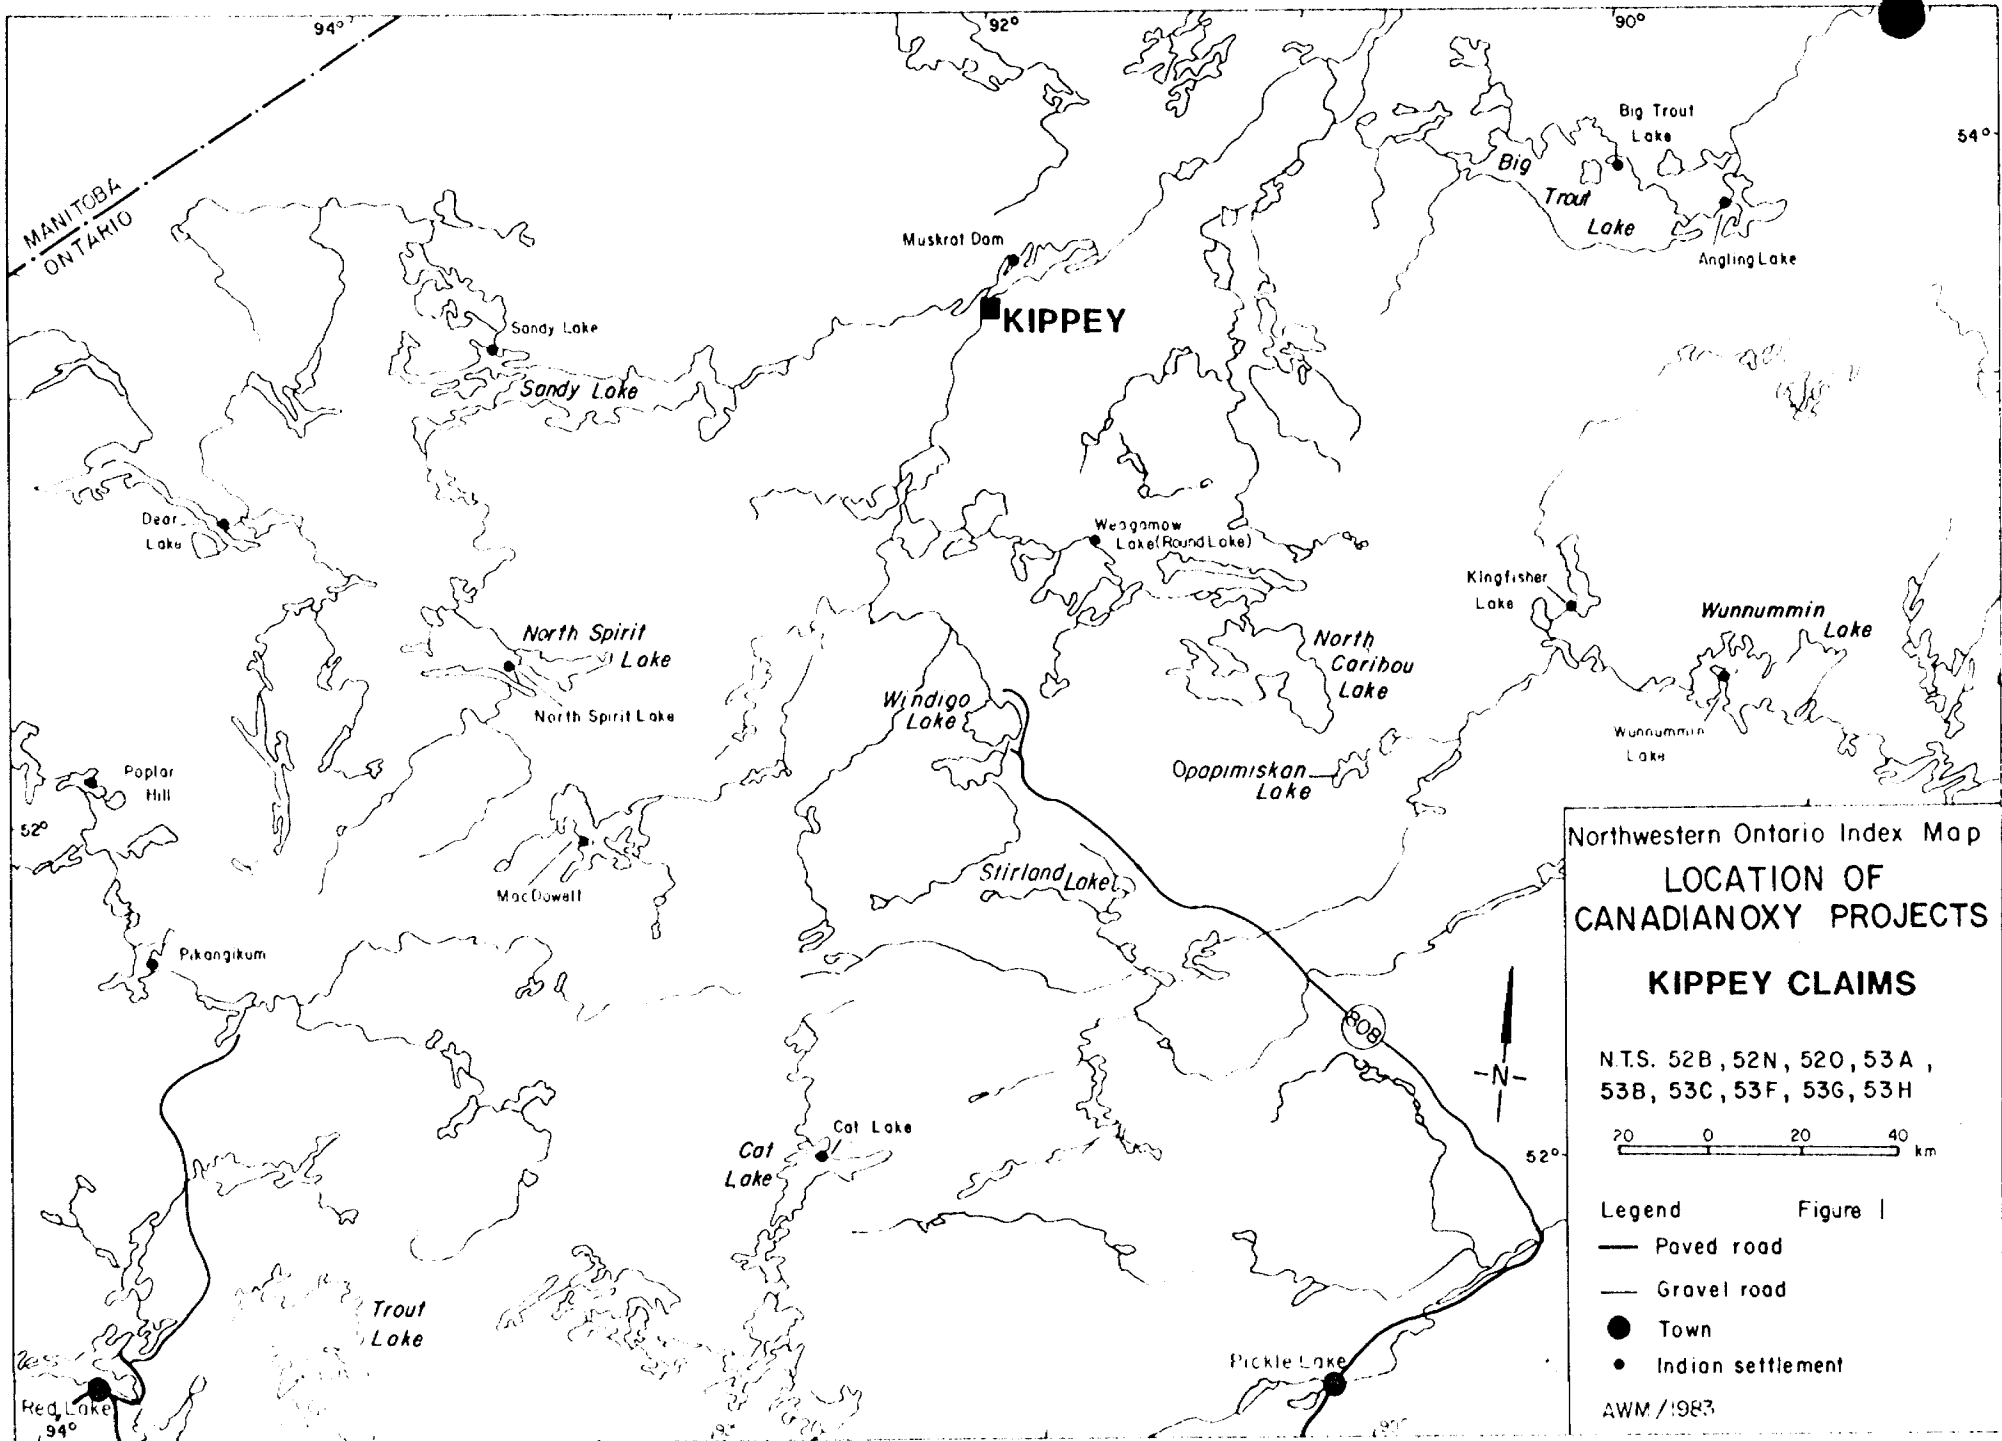 94°
92°
90°
54°
MANITOBA
ONTARIO
Big Trout
Lake
Big
Trout
Lake
Angling Lake
Muskrat Dam
KIPPEY
Sandy Lake
Sandy Lake
Dear
Lake
Weagamow
Lake (Round Lake)
Kingfisher
Lake
Wunnummin
Lake
Wunnummin
Lake
North Spirit
Lake
North Spirit Lake
North
Caribou
Lake
Windigo
Lake
Opapimiskan
Lake
Poplar
Hill
52°
MacDowell
Stirland Lake
Pikangikum
808
Cat Lake
Cat
Lake
Trout
Lake
Pickle Lake
Red Lake
94°
52°
-N-
Northwestern Ontario Index Map
LOCATION OF
CANADIANOXY PROJECTS
KIPPEY CLAIMS
N.T.S. 52B, 52N, 52O, 53A,
53B, 53C, 53F, 53G, 53H
20 0 20 40 km
Legend Figure 1
Paved road
Gravel road
Town
Indian settlement
AWM/1983